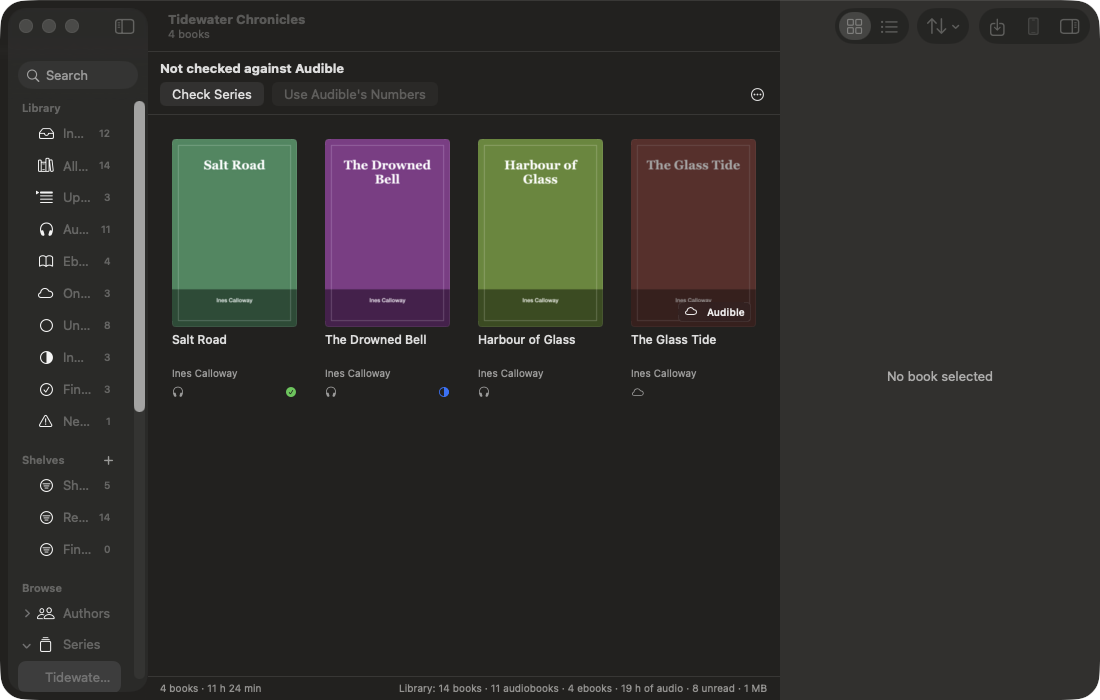 Tidewater Chronicles
4 books
Search
Library
In... 12
All... 14
Up... 3
Au... 11
Eb... 4
On... 3
Un... 8
In... 3
Fin... 3
Ne... 1
Shelves
Sh... 5
Re... 14
Fin... 0
Browse
Authors
Series
Tidewate...
Not checked against Audible
Check Series
Use Audible's Numbers
Salt Road
Ines Calloway
Salt Road
Ines Calloway
The Drowned
Bell
Ines Calloway
The Drowned Bell
Ines Calloway
Harbour of
Glass
Ines Calloway
Harbour of Glass
Ines Calloway
The Glass Tide
Ines Calloway
Audible
The Glass Tide
Ines Calloway
No book selected
4 books · 11 h 24 min
Library: 14 books · 11 audiobooks · 4 ebooks · 19 h of audio · 8 unread · 1 MB